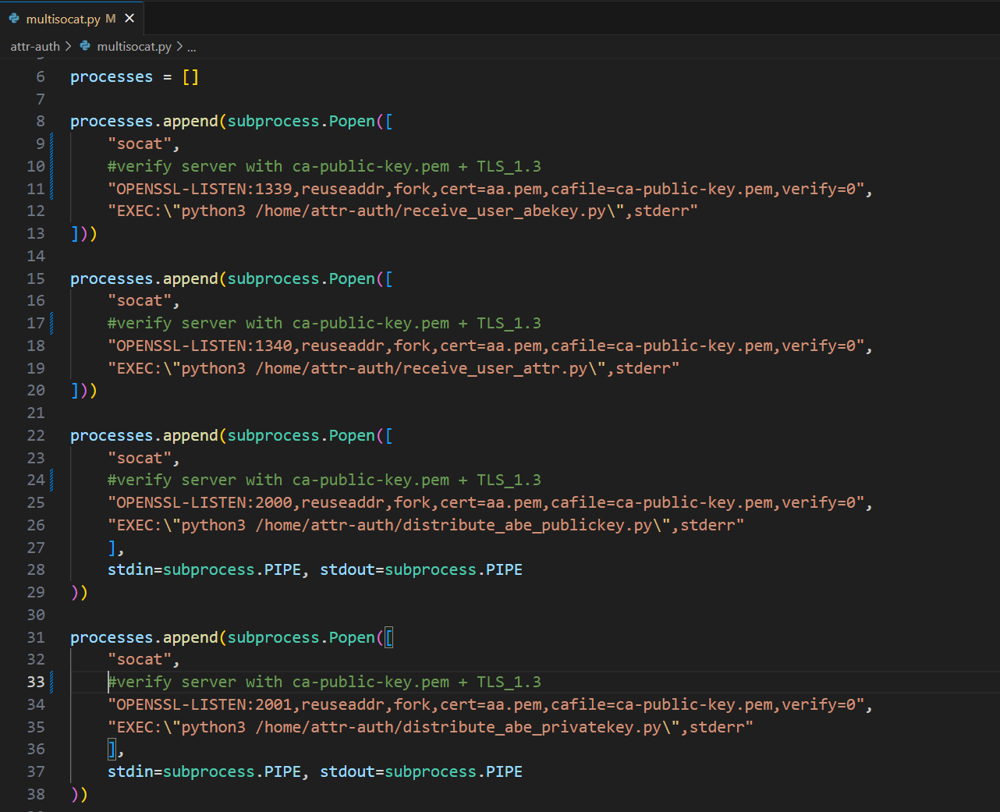 multisocat.py M ×
attr-auth > multisocat.py > ...
6 processes = []
7
8 processes.append(subprocess.Popen([
9     "socat",
10     #verify server with ca-public-key.pem + TLS_1.3
11     "OPENSSL-LISTEN:1339,reuseaddr,fork,cert=aa.pem,cafile=ca-public-key.pem,verify=0",
12     "EXEC:\"python3 /home/attr-auth/receive_user_abekey.py\",stderr"
13 ]))
14
15 processes.append(subprocess.Popen([
16     "socat",
17     #verify server with ca-public-key.pem + TLS_1.3
18     "OPENSSL-LISTEN:1340,reuseaddr,fork,cert=aa.pem,cafile=ca-public-key.pem,verify=0",
19     "EXEC:\"python3 /home/attr-auth/receive_user_attr.py\",stderr"
20 ]))
21
22 processes.append(subprocess.Popen([
23     "socat",
24     #verify server with ca-public-key.pem + TLS_1.3
25     "OPENSSL-LISTEN:2000,reuseaddr,fork,cert=aa.pem,cafile=ca-public-key.pem,verify=0",
26     "EXEC:\"python3 /home/attr-auth/distribute_abe_publickey.py\",stderr"
27     ],
28     stdin=subprocess.PIPE, stdout=subprocess.PIPE
29 ))
30
31 processes.append(subprocess.Popen([
32     "socat",
33     #verify server with ca-public-key.pem + TLS_1.3
34     "OPENSSL-LISTEN:2001,reuseaddr,fork,cert=aa.pem,cafile=ca-public-key.pem,verify=0",
35     "EXEC:\"python3 /home/attr-auth/distribute_abe_privatekey.py\",stderr"
36     ],
37     stdin=subprocess.PIPE, stdout=subprocess.PIPE
38 ))